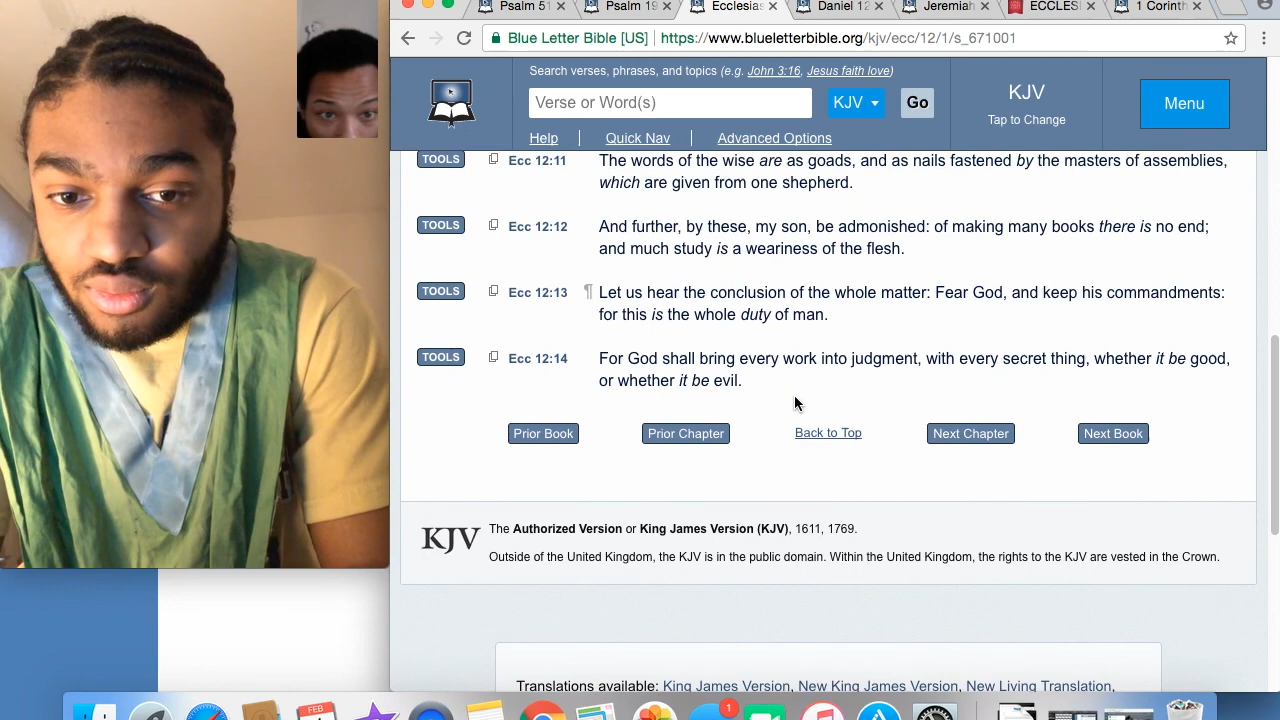 Psalm 51
Psalm 19
Ecclesias
Daniel 12
Jeremiah
ECCLESI
1 Corinth
Blue Letter Bible [US] https://www.blueletterbible.org/kjv/ecc/12/1/s_671001
Search verses, phrases, and topics (e.g. John 3:16, Jesus faith love)
Verse or Word(s)
KJV
Go
Help
Quick Nav
Advanced Options
KJV
Tap to Change
Menu
TOOLS Ecc 12:11 The words of the wise are as goads, and as nails fastened by the masters of assemblies,
which are given from one shepherd.
TOOLS Ecc 12:12 And further, by these, my son, be admonished: of making many books there is no end;
and much study is a weariness of the flesh.
TOOLS Ecc 12:13 ¶ Let us hear the conclusion of the whole matter: Fear God, and keep his commandments:
for this is the whole duty of man.
TOOLS Ecc 12:14 For God shall bring every work into judgment, with every secret thing, whether it be good,
or whether it be evil.
Prior Book Prior Chapter Back to Top Next Chapter Next Book
KJV The Authorized Version or King James Version (KJV), 1611, 1769.
Outside of the United Kingdom, the KJV is in the public domain. Within the United Kingdom, the rights to the KJV are vested in the Crown.
Translations available: King James Version, New King James Version, New Living Translation,
FEB
1